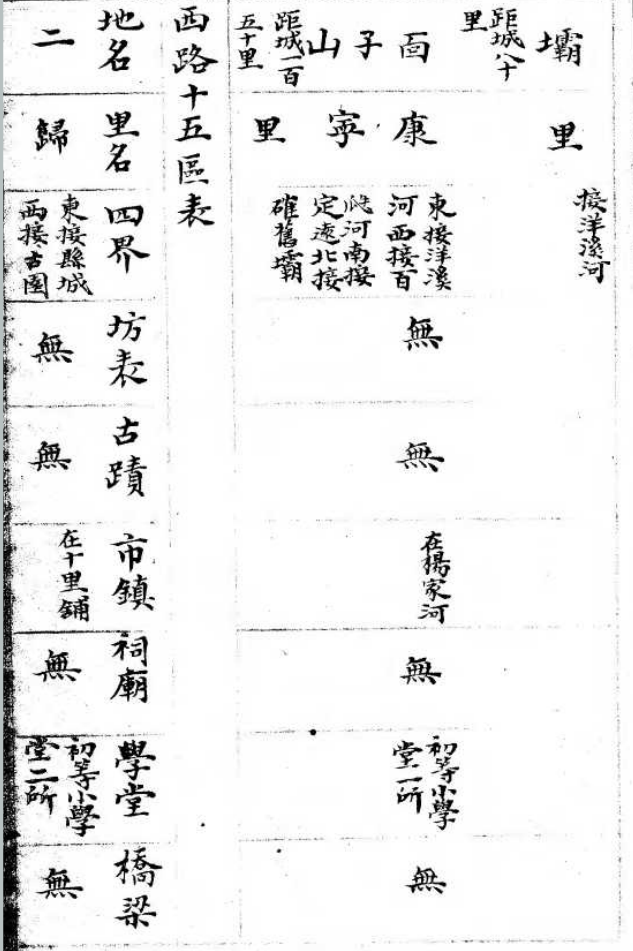 壩
距城八十
里
里
接洋溪河
面子山
距城一百
五十里
康寧里
東接洋溪
河西接百
河南接
定遠北接
碓舊壩
無
無
在楊家河
無
初等小學
堂一所
無
西路十五區表
地名
里名
四界
坊表
古蹟
市鎮
祠廟
學堂
橋梁
二
歸
東接縣城
西接古園
無
無
在十里鋪
無
初等小學
堂二所
無